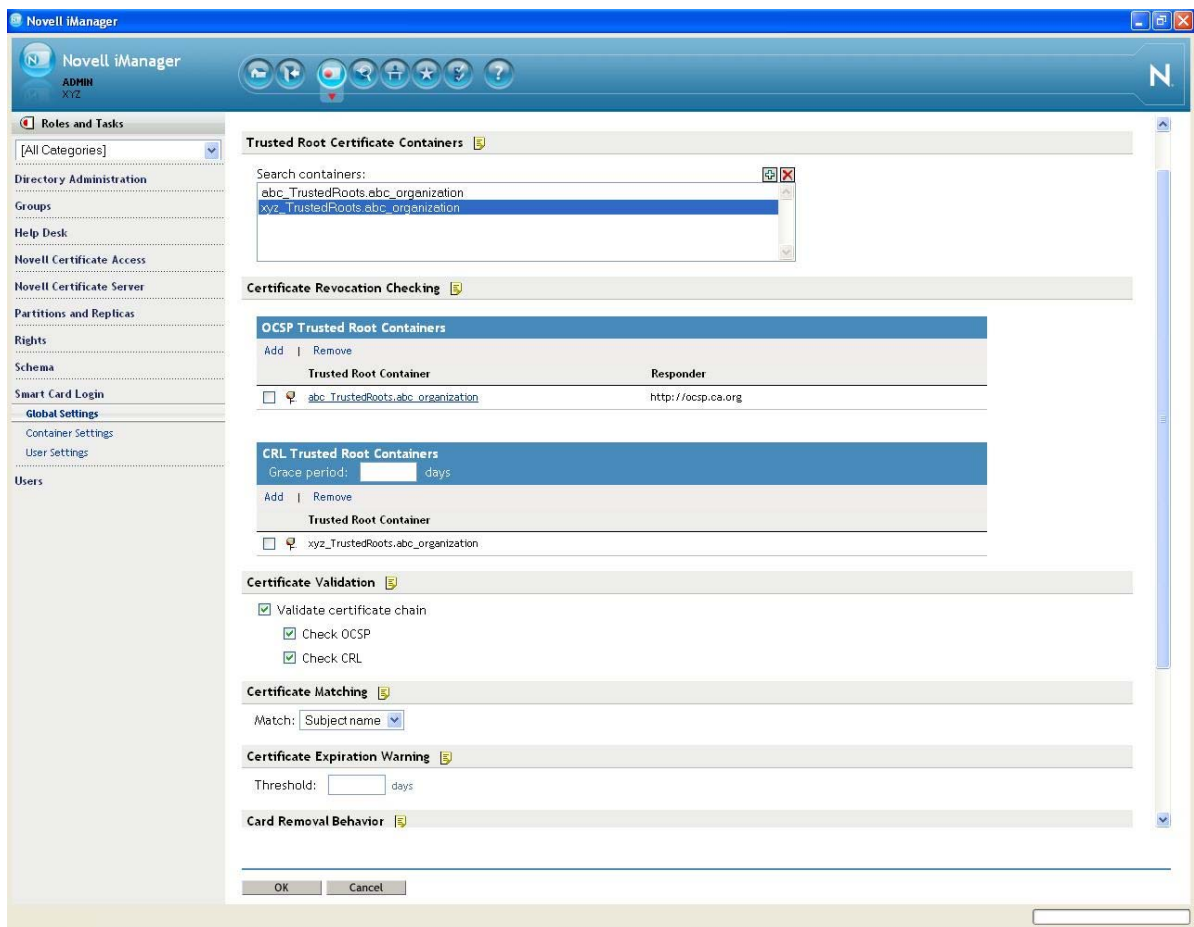 Novell iManager
Novell iManager
ADMIN
XYZ
N
Roles and Tasks
[All Categories]
Directory Administration
Groups
Help Desk
Novell Certificate Access
Novell Certificate Server
Partitions and Replicas
Rights
Schema
Smart Card Login
Global Settings
Container Settings
User Settings
Users
Trusted Root Certificate Containers
Search containers:
abc_TrustedRoots.abc_organization
xyz_TrustedRoots.abc_organization
Certificate Revocation Checking
OCSP Trusted Root Containers
Add | Remove
Trusted Root Container Responder
abc_TrustedRoots.abc_organization http://ocsp.ca.org
CRL Trusted Root Containers
Grace period: days
Add | Remove
Trusted Root Container
xyz_TrustedRoots.abc_organization
Certificate Validation
Validate certificate chain
Check OCSP
Check CRL
Certificate Matching
Match: Subject name
Certificate Expiration Warning
Threshold: days
Card Removal Behavior
OK Cancel